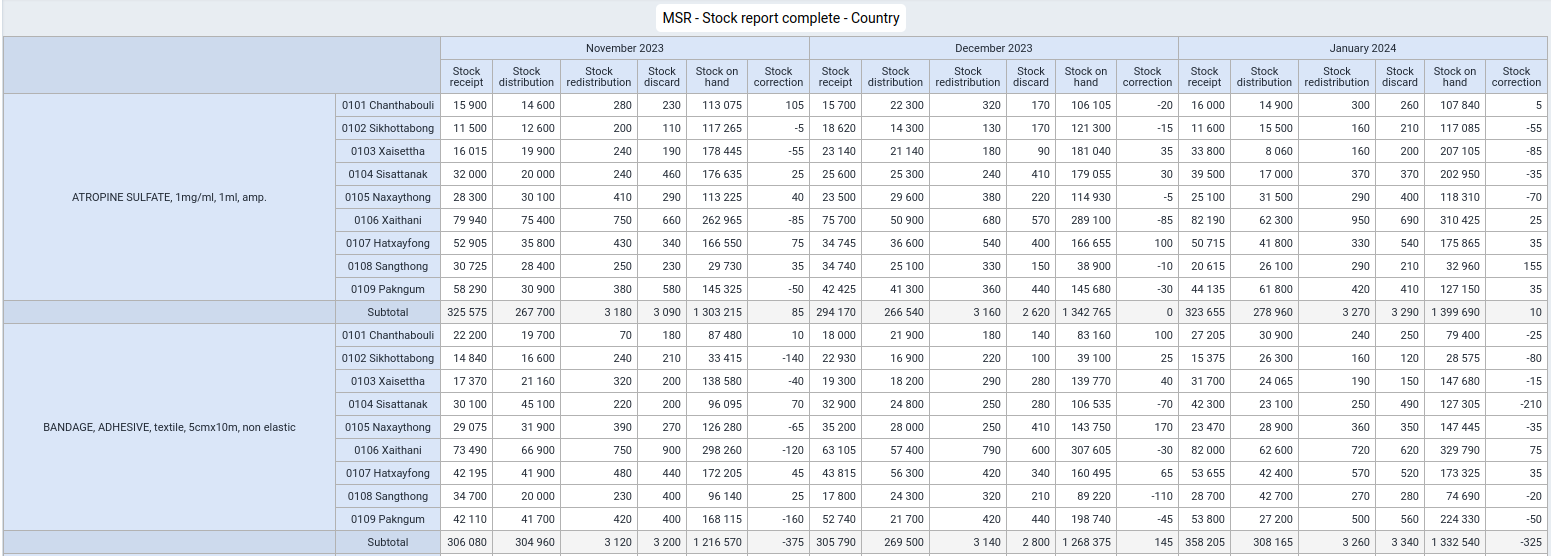 MSR - Stock report complete - Country
November 2023 December 2023 January 2024
Stock receipt Stock distribution Stock redistribution Stock discard Stock on hand Stock correction Stock receipt Stock distribution Stock redistribution Stock discard Stock on hand Stock correction Stock receipt Stock distribution Stock redistribution Stock discard Stock on hand Stock correction
0101 Chanthabouli 15 900 14 600 280 230 113 075 105 15 700 22 300 320 170 106 105 -20 16 000 14 900 300 260 107 840 5
0102 Sikhottabong 11 500 12 600 200 110 117 265 -5 18 620 14 300 130 170 121 300 -15 11 600 15 500 160 210 117 085 -55
0103 Xaisettha 16 015 19 900 240 190 178 445 -55 23 140 21 140 180 90 181 040 35 33 800 8 060 160 200 207 105 -85
0104 Sisattanak 32 000 20 000 240 460 176 635 25 25 600 25 300 240 410 179 055 30 39 500 17 000 370 370 202 950 -35
ATROPINE SULFATE, 1mg/ml, 1ml, amp. 0105 Naxaythong 28 300 30 100 410 290 113 225 40 23 500 29 600 380 220 114 930 -5 25 100 31 500 290 400 118 310 -70
0106 Xaithani 79 940 75 400 750 660 262 965 -85 75 700 50 900 680 570 289 100 -85 82 190 62 300 950 690 310 425 25
0107 Hatxayfong 52 905 35 800 430 340 166 550 75 34 745 36 600 540 400 166 655 100 50 715 41 800 330 540 175 865 35
0108 Sangthong 30 725 28 400 250 230 29 730 35 34 740 25 100 330 150 38 900 -10 20 615 26 100 290 210 32 960 155
0109 Pakngum 58 290 30 900 380 580 145 325 -50 42 425 41 300 360 440 145 680 -30 44 135 61 800 420 410 127 150 35
Subtotal 325 575 267 700 3 180 3 090 1 303 215 85 294 170 266 540 3 160 2 620 1 342 765 0 323 655 278 960 3 270 3 290 1 399 690 10
0101 Chanthabouli 22 200 19 700 70 180 87 480 10 18 000 21 900 180 140 83 160 100 27 205 30 900 240 250 79 400 -25
0102 Sikhottabong 14 840 16 600 240 210 33 415 -140 22 930 16 900 220 100 39 100 25 15 375 26 300 160 120 28 575 -80
0103 Xaisettha 17 370 21 160 320 200 138 580 -40 19 300 18 200 290 280 139 770 40 31 700 24 065 190 150 147 680 -15
0104 Sisattanak 30 100 45 100 220 200 96 095 70 32 900 24 800 250 280 106 535 -70 42 300 23 100 250 490 127 305 -210
BANDAGE, ADHESIVE, textile, 5cmx10m, non elastic 0105 Naxaythong 29 075 31 900 390 270 126 280 -65 35 200 28 000 250 410 143 750 170 23 470 28 900 360 350 147 445 -35
0106 Xaithani 73 490 66 900 750 900 298 260 -120 63 105 57 400 790 600 307 605 -30 82 000 62 600 720 620 329 790 75
0107 Hatxayfong 42 195 41 900 480 440 172 205 45 43 815 56 300 420 340 160 495 65 53 655 42 400 570 520 173 325 35
0108 Sangthong 34 700 20 000 230 400 96 140 25 17 800 24 300 320 210 89 220 -110 28 700 42 700 270 280 74 690 -20
0109 Pakngum 42 110 41 700 420 400 168 115 -160 52 740 21 700 420 440 198 740 -45 53 800 27 200 500 560 224 330 -50
Subtotal 306 080 304 960 3 120 3 200 1 216 570 -375 305 790 269 500 3 140 2 800 1 268 375 145 358 205 308 165 3 260 3 340 1 332 540 -325